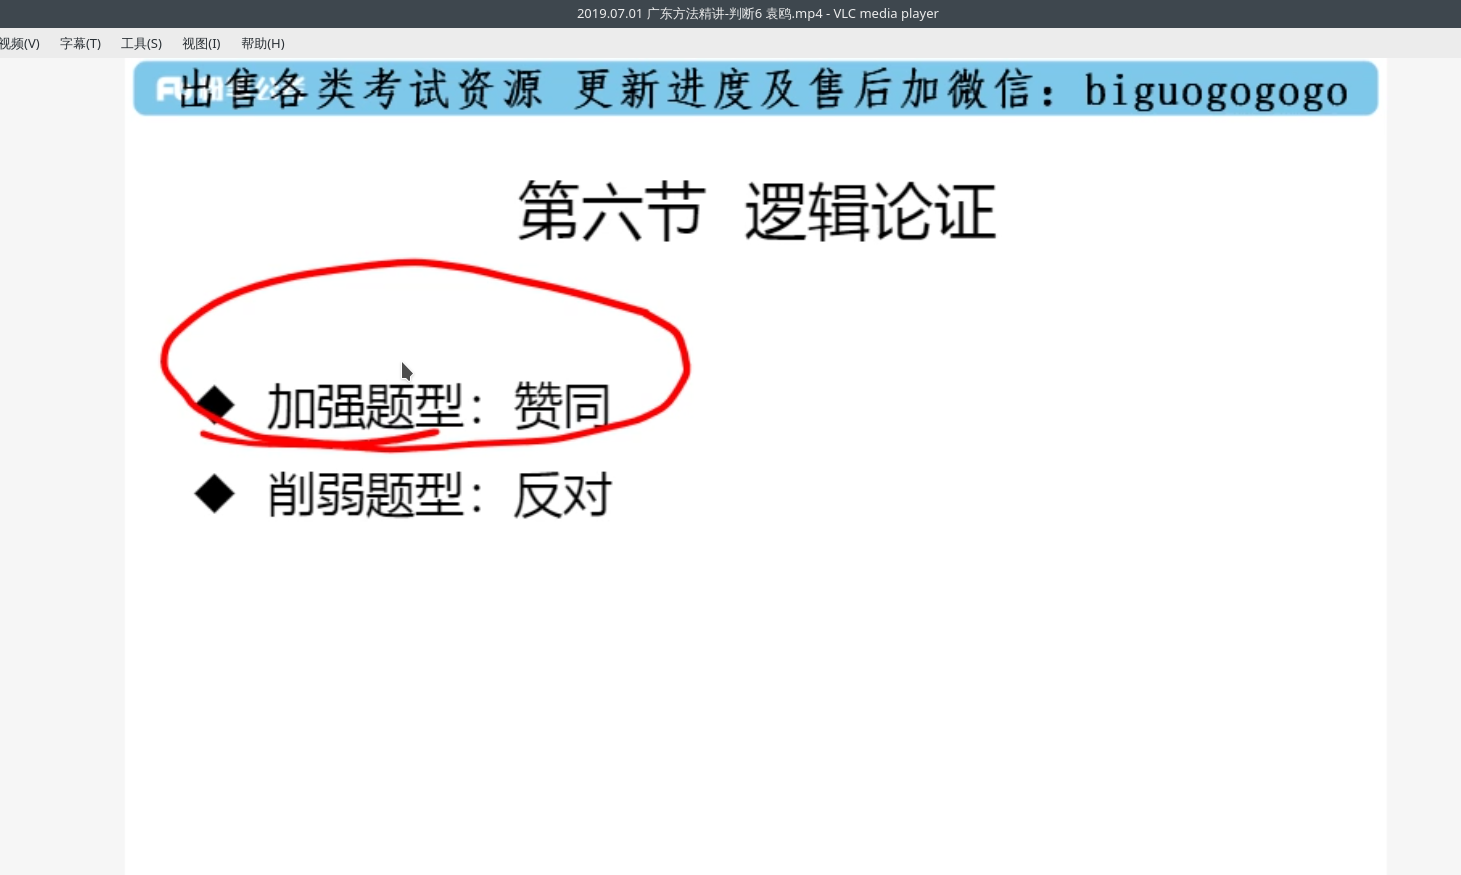 2019.07.01 广东方法精讲-判断6 袁鸥.mp4 - VLC media player
视频(V) 字幕(T) 工具(S) 视图(I) 帮助(H)
出售各类考试资源 更新进度及售后加微信：biguogogogo
第六节 逻辑论证
◆ 加强题型：赞同
◆ 削弱题型：反对